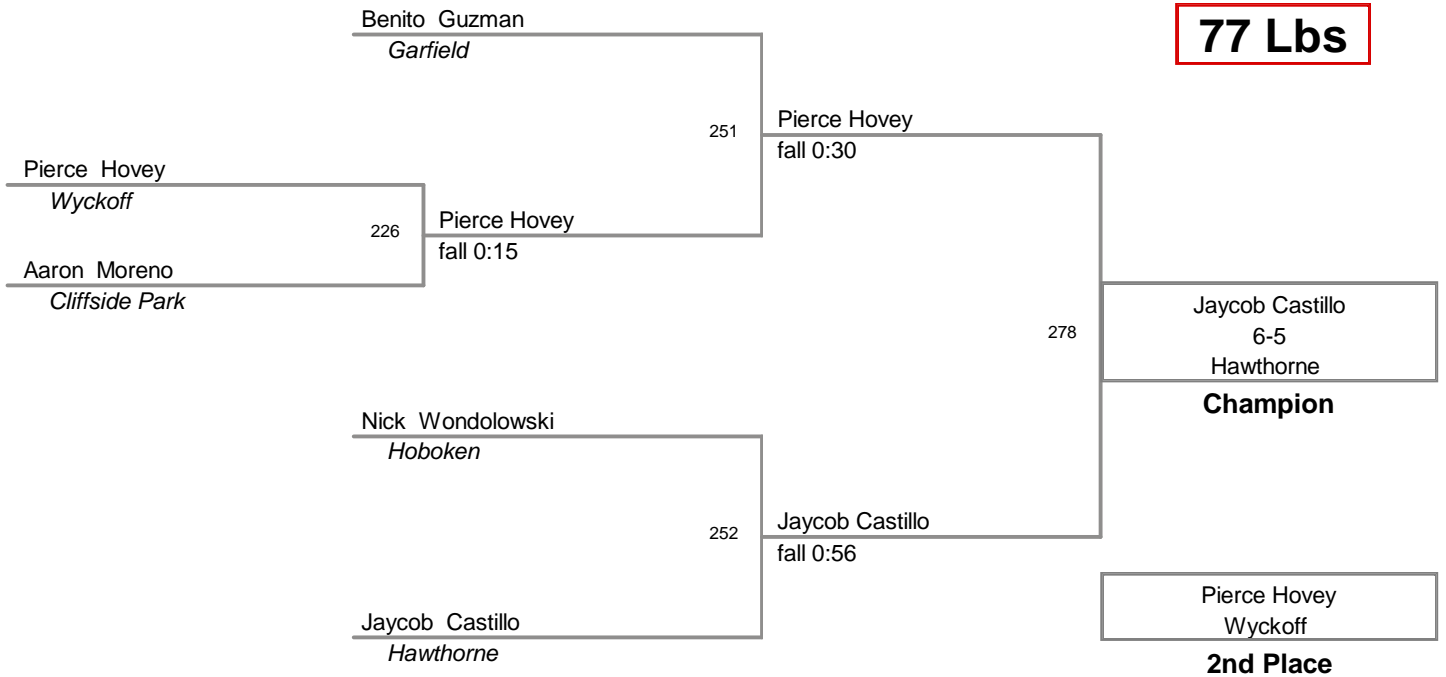 Benito Guzman
Garfield
77 Lbs
251
Pierce Hovey
fall 0:30
Pierce Hovey
Wyckoff
226
Pierce Hovey
fall 0:15
Aaron Moreno
Cliffside Park
278
Jaycob Castillo
6-5
Hawthorne
Champion
Nick Wondolowski
Hoboken
252
Jaycob Castillo
fall 0:56
Jaycob Castillo
Hawthorne
Pierce Hovey
Wyckoff
2nd Place